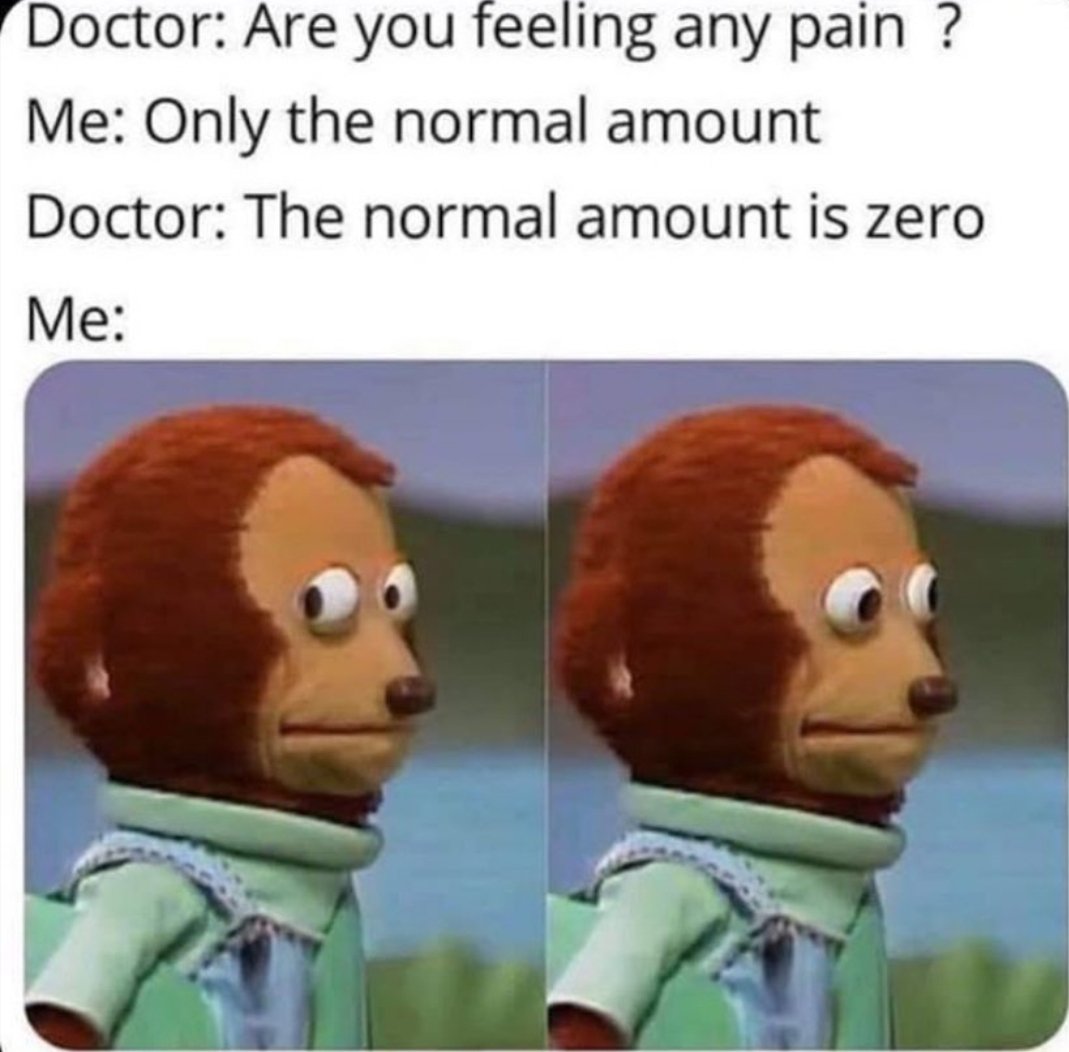 Doctor: Are you feeling any pain ?
Me: Only the normal amount
Doctor: The normal amount is zero
Me: